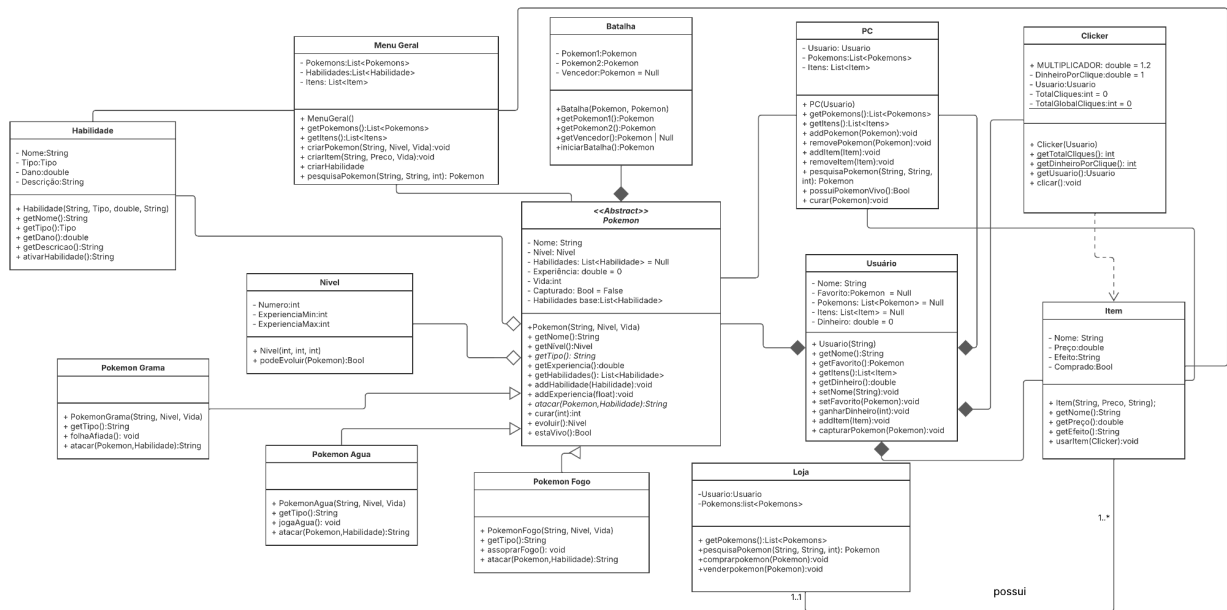 Menu Geral
- Pokemons:List<Pokemons>
- Habilidades:List<Habilidade>
- Itens: List<Item>
+ MenuGeral()
+ getPokmons():List<Pokemons>
+ getItens():List<Itens>
+ criarPokemon(String, Nivel, Vida):void
+ criarItem(String, Preco, Vida):void
+ criarHabilidade
+ pesquisaPokemon(String, String, int): Pokemon
Batalha
- Pokemon1:Pokemon
- Pokemon2:Pokemon
- Vencedor:Pokemon = Null
+Batalha(Pokemon, Pokemon)
+getPokemon1():Pokemon
+getPokemon2():Pokemon
+getVencedor():Pokemon | Null
+iniciarBatalha():Pokemon
PC
- Usuario: Usuario
- Pokemons:List<Pokemons>
- Itens: List<Item>
+ PC(Usuario)
+ getPokemons():List<Pokemons>
+ getItens():List<Itens>
+ addPokemon(Pokemon):void
+ removePokemon(Pokemon):void
+ addItem(Item):void
+ removeItem(Item):void
+ pesquisaPokemon(String, String,
int): Pokemon
+ possuiPokemonVivo():Bool
+ curar(Pokemon):void
Clicker
+ MULTIPLICADOR: double = 1.2
- DinheiroPorClique:double = 1
- Usuario:Usuario
- TotalCliques:int = 0
- TotalGlobalCliques:int = 0
+ Clicker(Usuario)
+ getTotalCliques(): int
+ getDinheiroPorClique(): int
+ getUsuario():Usuario
+ clicar():void
Habilidade
- Nome:String
- Tipo:Tipo
- Dano:double
- Descrição:String
+ Habilidade(String, Tipo, double, String)
+ getNome():String
+ getTipo():Tipo
+ getDano():double
+ getDescricao():String
+ ativarHabilidade():String
<<Abstract>>
Pokemon
- Nome: String
- Nível: Nível
- Habilidades: List<Habilidade> = Null
- Experiência: double = 0
- Vida:int
- Capturado: Bool = False
- Habilidades base:List<Habilidade>
+Pokemon(String, Nivel, Vida)
+ getNome():String
+ getNível():Nível
+ getTipo(): String
+ getExperiencia():double
+ getHabilidades(): List<Habilidade>
+ addHabilidade(Habilidade):void
+ addExperiencia(float):void
+ atacar(Pokemon,Habilidade):String
+ curar(int):int
+ evoluir():Nivel
+ estaVivo():Bool
Nivel
- Numero:int
- ExperienciaMin:int
- ExperienciaMax:int
+ Nivel(int, int, int)
+ podeEvoluir(Pokemon):Bool
Usuário
- Nome: String
- Favorito:Pokemon = Null
- Pokemons: List<Pokemon> = Null
- Itens: List<Item> = Null
- Dinheiro: double = 0
+ Usuario(String)
+ getNome():String
+ getFavorito():Pokemon
+ getItens():List<Item>
+ getDinheiro():double
+ setNome(String):void
+ setFavorito(Pokemon):void
+ ganharDinheiro(int):void
+ addItem(Item):void
+ capturarPokemon(Pokemon):void
Item
- Nome: String
- Preço:double
- Efeito:String
- Comprado:Bool
+ Item(String, Preco, String);
+ getNome():String
+ getPreço():double
+ getEfeito():String
+ usarItem(Clicker):void
Pokemon Grama
+ PokemonGrama(String, Nivel, Vida)
+ getTipo():String
+ folhaAfiada(): void
+ atacar(Pokemon,Habilidade):String
Pokemon Agua
+ PokemonAgua(String, Nivel, Vida)
+ getTipo():String
+ jogaAgua(): void
+ atacar(Pokemon,Habilidade):String
Pokemon Fogo
+ PokemonFogo(String, Nivel, Vida)
+ getTipo():String
+ assoprarFogo(): void
+ atacar(Pokemon,Habilidade):String
Loja
-Usuario:Usuario
-Pokemons:list<Pokemons>
+ getPokemons():List<Pokemons>
+pesquisaPokemon(String, String, int): Pokemon
+comprarpokemon(Pokemon):void
+venderpokemon(Pokemon):void
1..*
possui
1..1